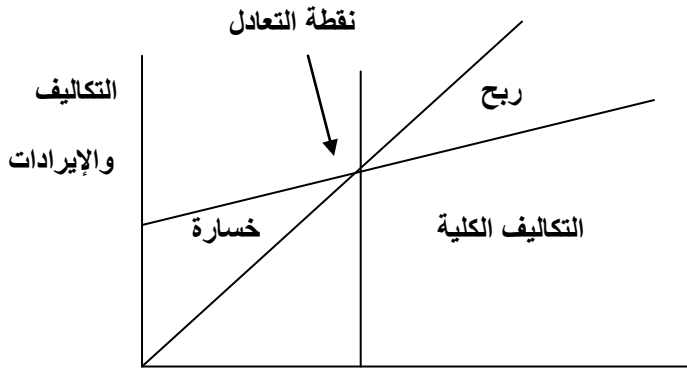 نقطة التعادل
التكاليف
والإيرادات
ربح
خسارة
التكاليف الكلية